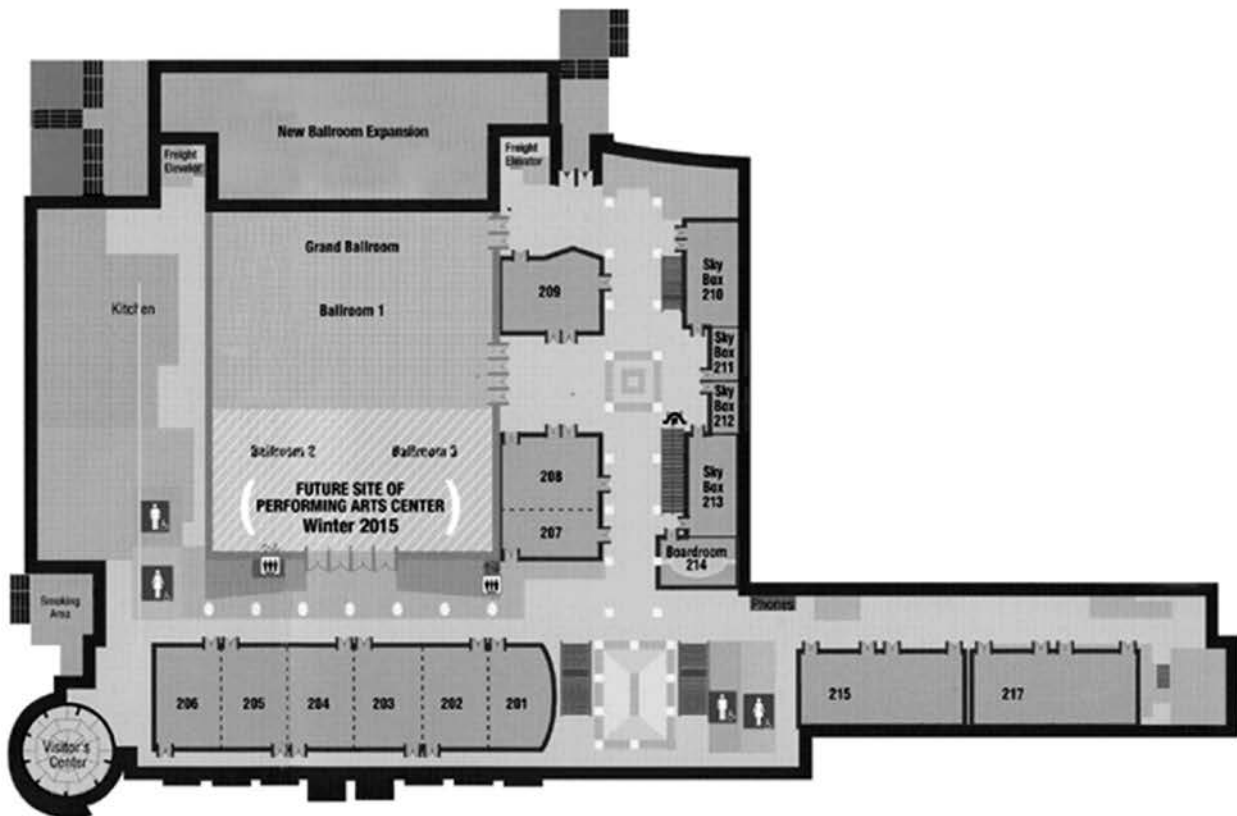 New Ballroom Expansion
Freight
Elevator
Freight
Elevator
Grand Ballroom
Ballroom 1
Kitchen
209
Sky
Box
210
Sky
Box
211
Sky
Box
212
Sky
Box
213
Boardroom
214
Ballroom 2
Ballroom 3
FUTURE SITE OF
PERFORMING ARTS CENTER
Winter 2015
208
207
Smoking
Area
Phones
206
205
204
203
202
201
215
217
Visitor's
Center